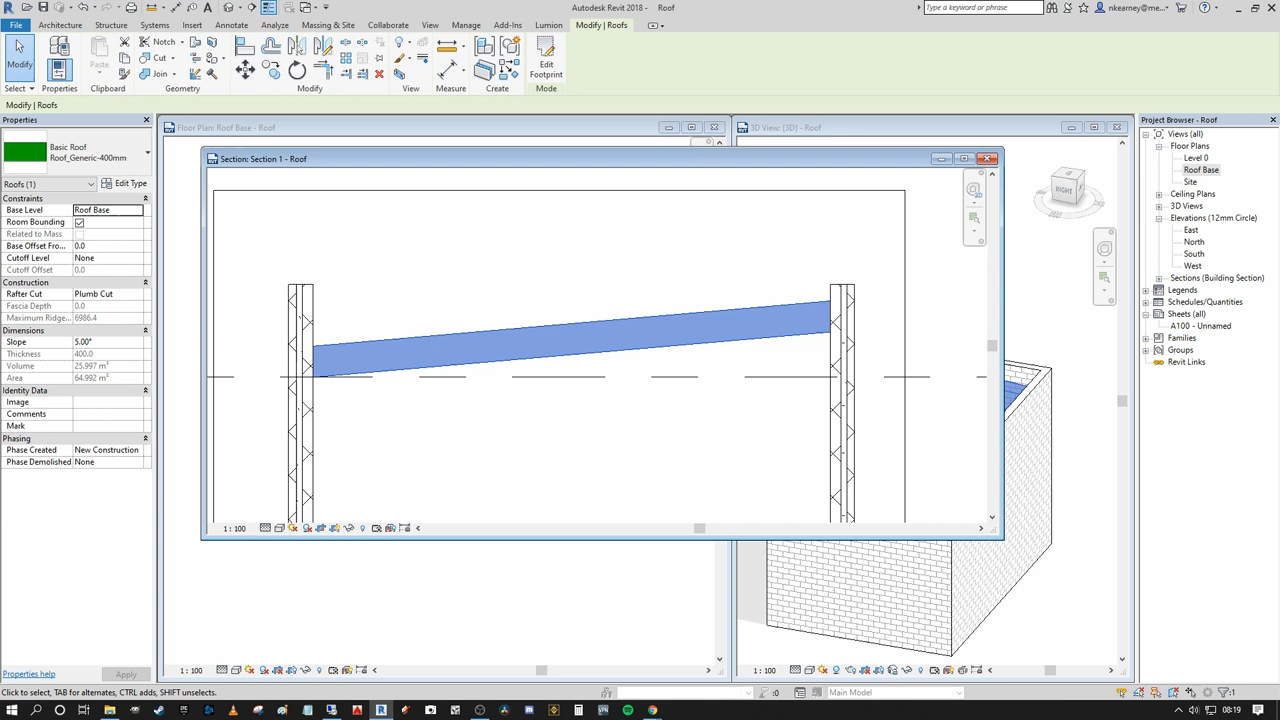 Autodesk Revit 2018 - Roof
Type a keyword or phrase
nkearney@me...
File
Architecture
Structure
Systems
Insert
Annotate
Analyze
Massing & Site
Collaborate
View
Manage
Add-Ins
Lumion
Modify | Roofs
Modify
Select
Properties
Paste
Clipboard
Notch
Cut
Join
Geometry
Modify
View
Measure
Create
Edit
Footprint
Mode
Modify | Roofs
Properties
Basic Roof
Roof_Generic-400mm
Roofs (1)
Edit Type
Constraints
Base Level Roof Base
Room Bounding
Related to Mass
Base Offset Fro... 0.0
Cutoff Level None
Cutoff Offset 0.0
Construction
Rafter Cut Plumb Cut
Fascia Depth 0.0
Maximum Ridge... 6986.4
Dimensions
Slope 5.00°
Thickness 400.0
Volume 25.997 m³
Area 64.992 m²
Identity Data
Image
Comments
Mark
Phasing
Phase Created New Construction
Phase Demolished None
Properties help
Apply
Floor Plan: Roof Base - Roof
Section: Section 1 - Roof
1 : 100
1 : 100
3D View: {3D} - Roof
RIGHT
1 : 100
Project Browser - Roof
Views (all)
Floor Plans
Level 0
Roof Base
Site
Ceiling Plans
3D Views
Elevations (12mm Circle)
East
North
South
West
Sections (Building Section)
Legends
Schedules/Quantities
Sheets (all)
A100 - Unnamed
Families
Groups
Revit Links
Click to select, TAB for alternates, CTRL adds, SHIFT unselects.
:0
Main Model
:1
08:19